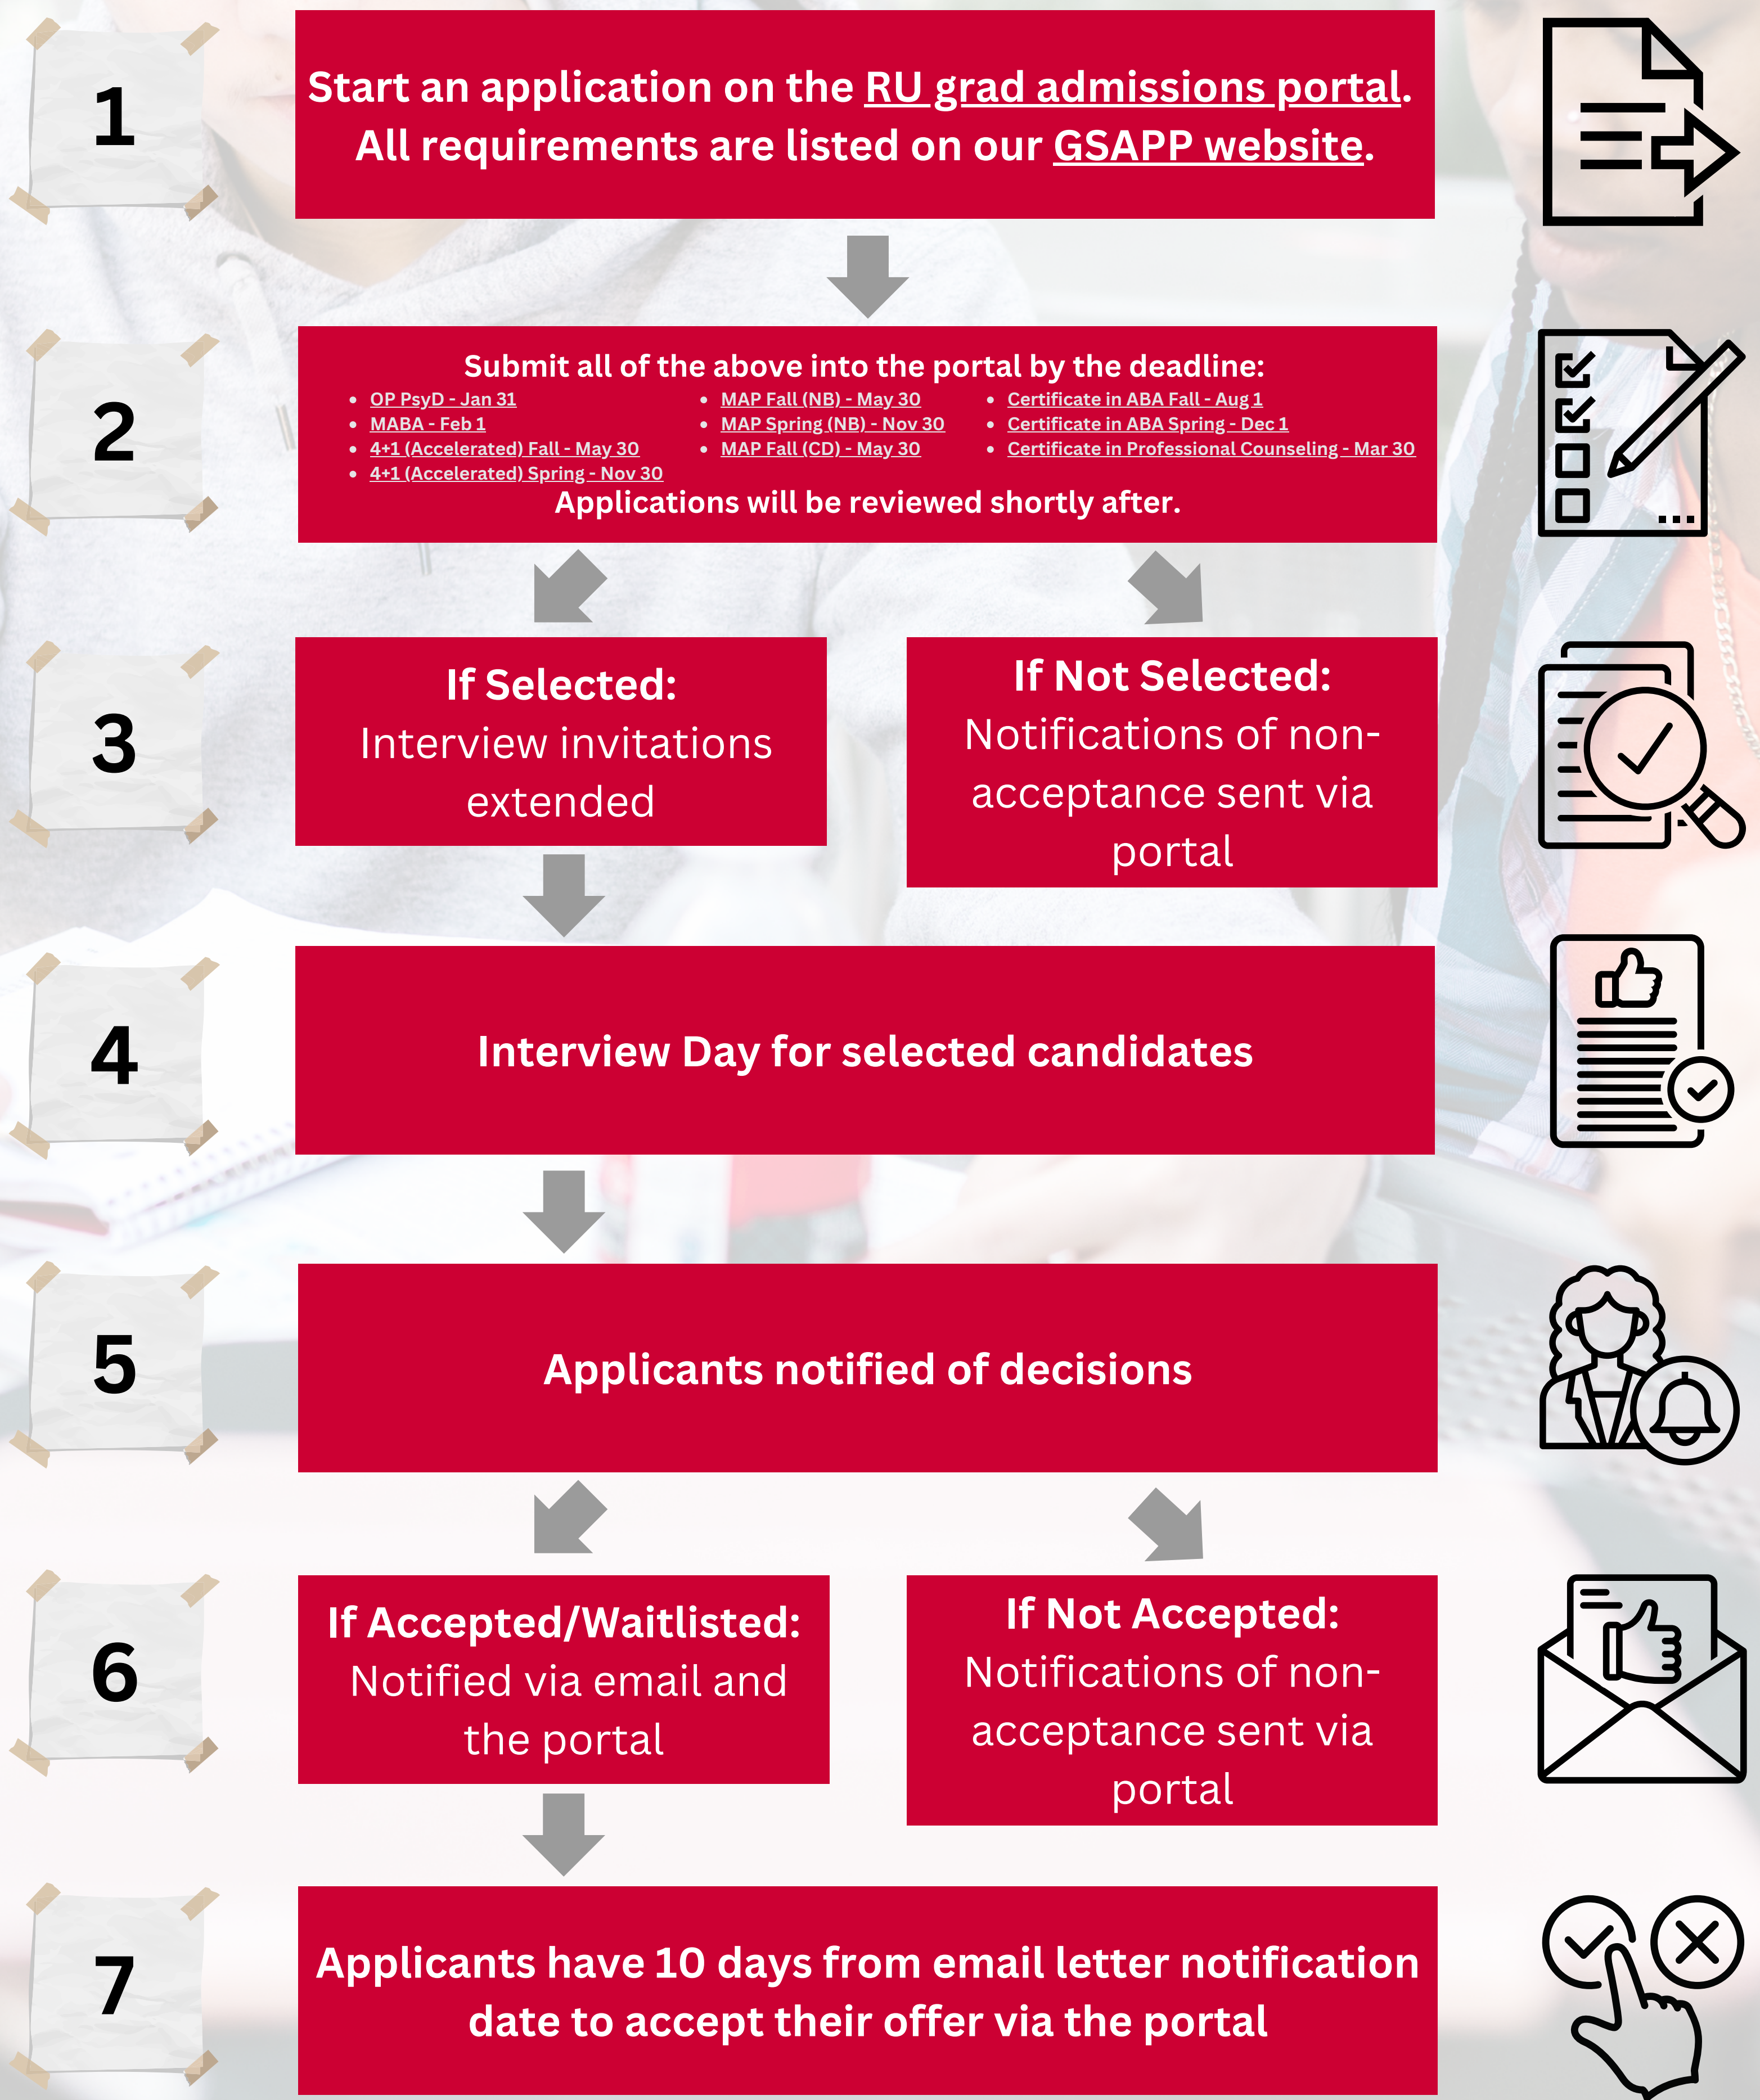 1
Start an application on the RU grad admissions portal.
All requirements are listed on our GSAPP website.
2
Submit all of the above into the portal by the deadline:
• OP PsyD - Jan 31
• MABA - Feb 1
• 4+1 (Accelerated) Fall - May 30
• 4+1 (Accelerated) Spring - Nov 30
• MAP Fall (NB) - May 30
• MAP Spring (NB) - Nov 30
• MAP Fall (CD) - May 30
• Certificate in ABA Fall - Aug 1
• Certificate in ABA Spring - Dec 1
• Certificate in Professional Counseling - Mar 30
Applications will be reviewed shortly after.
3
If Selected:
Interview invitations
extended
If Not Selected:
Notifications of non-
acceptance sent via
portal
4
Interview Day for selected candidates
5
Applicants notified of decisions
6
If Accepted/Waitlisted:
Notified via email and
the portal
If Not Accepted:
Notifications of non-
acceptance sent via
portal
7
Applicants have 10 days from email letter notification
date to accept their offer via the portal